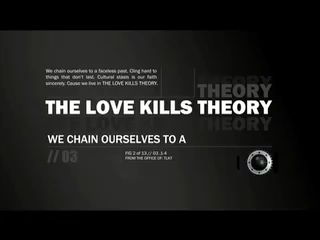 We chain ourselves to a faceless past, Cling hard to
things that don't last. Cultural stasis is our faith
sincerely. Cause we live in THE LOVE KILLS THEORY.
THEORY
THEORY
THE LOVE KILLS THEORY
THEORY
WE CHAIN OURSELVES TO A
// 03
FIG 2 of 13 // 03 .1.4
FROM THE OFFICE OF: TLKT